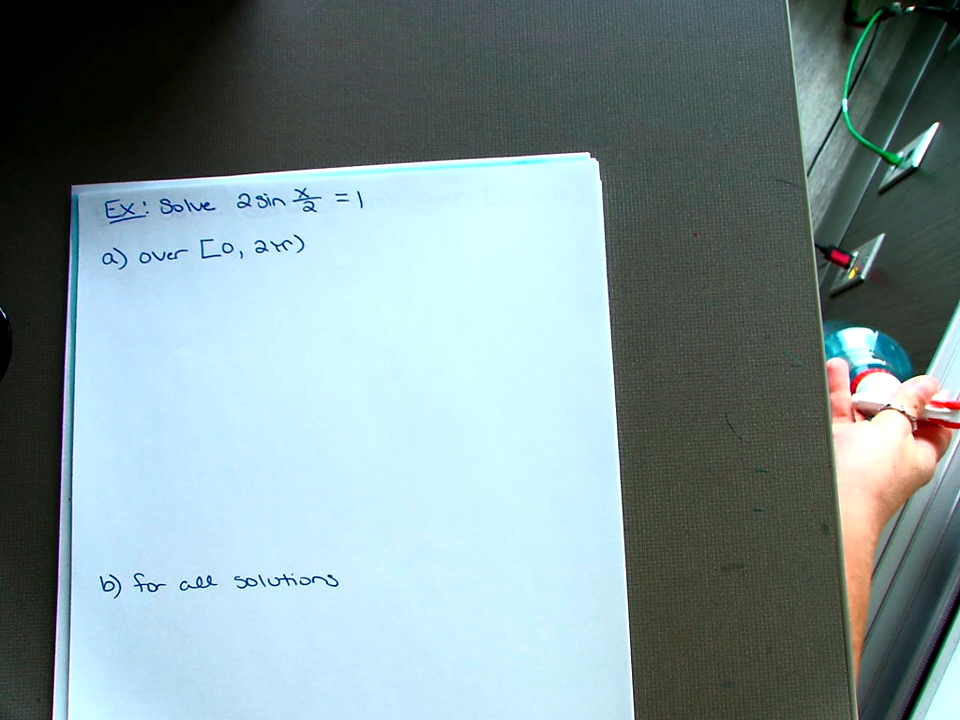 Ex: Solve 2 sin x/2 = 1
a) over [0, 2π)
b) for all solutions